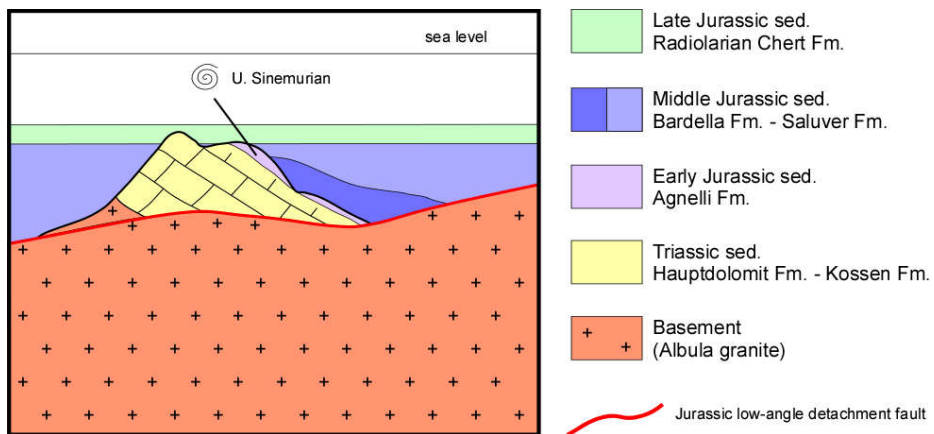 sea level
U. Sinemurian
Late Jurassic sed.
Radiolarian Chert Fm.
Middle Jurassic sed.
Bardella Fm. - Saluver Fm.
Early Jurassic sed.
Agnelli Fm.
Triassic sed.
Hauptdolomit Fm. - Kossen Fm.
Basement
(Albula granite)
Jurassic low-angle detachment fault